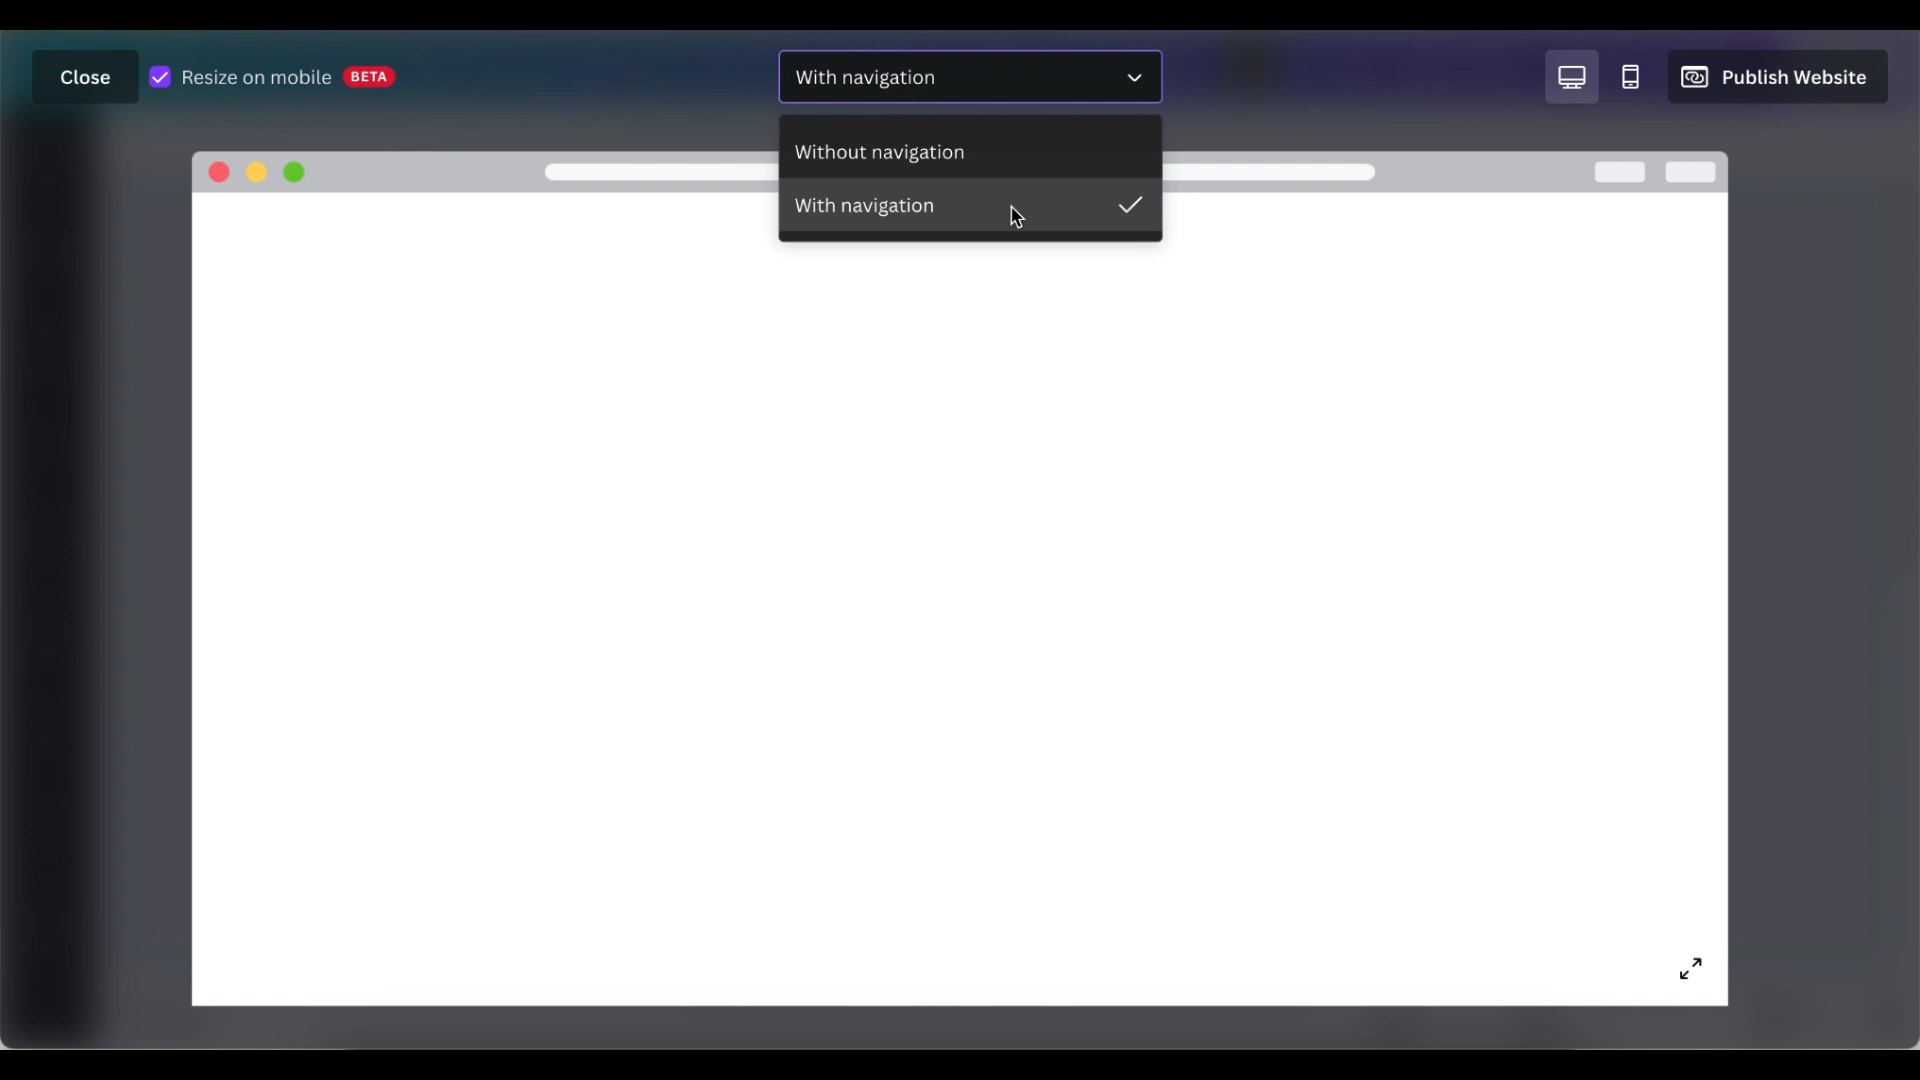 Close
Resize on mobile BETA
With navigation
Publish Website
Without navigation
With navigation